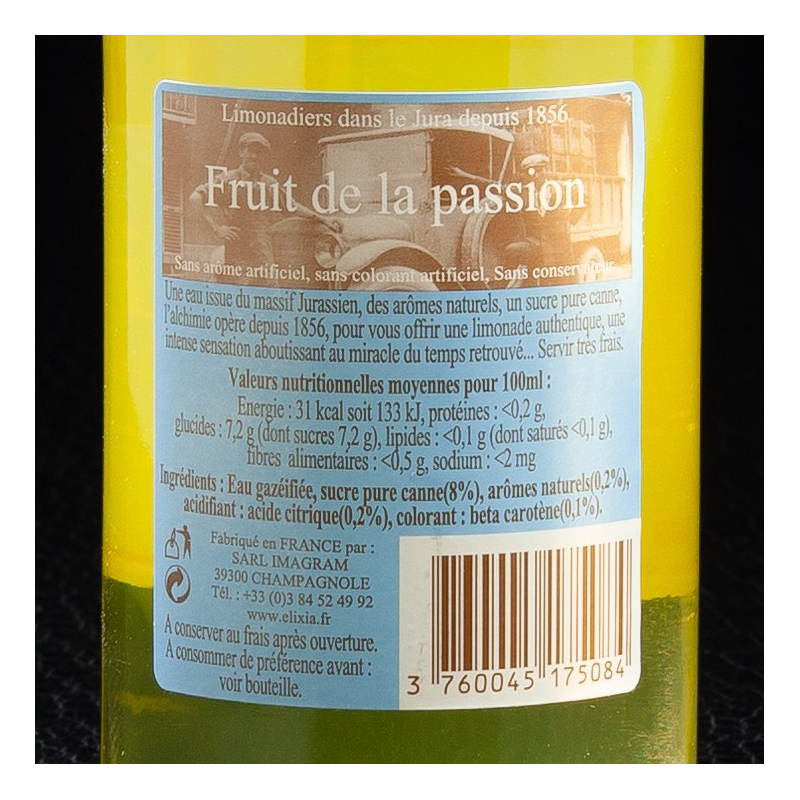 Limonadiers dans le Jura depuis 1856
Fruit de la passion
Sans arôme artificiel, sans colorant artificiel, Sans conservateur
Une eau issue du massif Jurassien, des arômes naturels, un sucre pure canne,
l'alchimie opère depuis 1856, pour vous offrir une limonade authentique, une
intense sensation aboutissant au miracle du temps retrouvé... Servir très frais.
Valeurs nutritionnelles moyennes pour 100ml :
Energie : 31 kcal soit 133 kJ, protéines : <0,2 g,
glucides : 7,2 g (dont sucres 7,2 g), lipides : <0,1 g (dont saturés <0,1 g),
fibres alimentaires : <0,5 g, sodium : <2 mg
Ingrédients : Eau gazéifiée, sucre pure canne(8%), arômes naturels(0,2%),
acidifiant : acide citrique(0,2%), colorant : beta carotène(0,1%).
Fabriqué en FRANCE par :
SARL IMAGRAM
39300 CHAMPAGNOLE
Tél. : +33 (0)3 84 52 49 92
www.elixia.fr
A conserver au frais après ouverture.
A consommer de préférence avant :
voir bouteille.
3 760045 175084